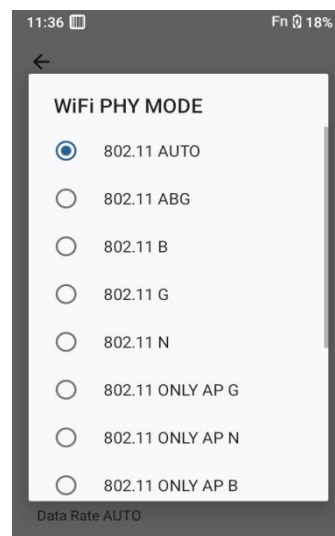 11:36 Fn 18%
WiFi PHY MODE
802.11 AUTO
802.11 ABG
802.11 B
802.11 G
802.11 N
802.11 ONLY AP G
802.11 ONLY AP N
802.11 ONLY AP B
Data Rate AUTO